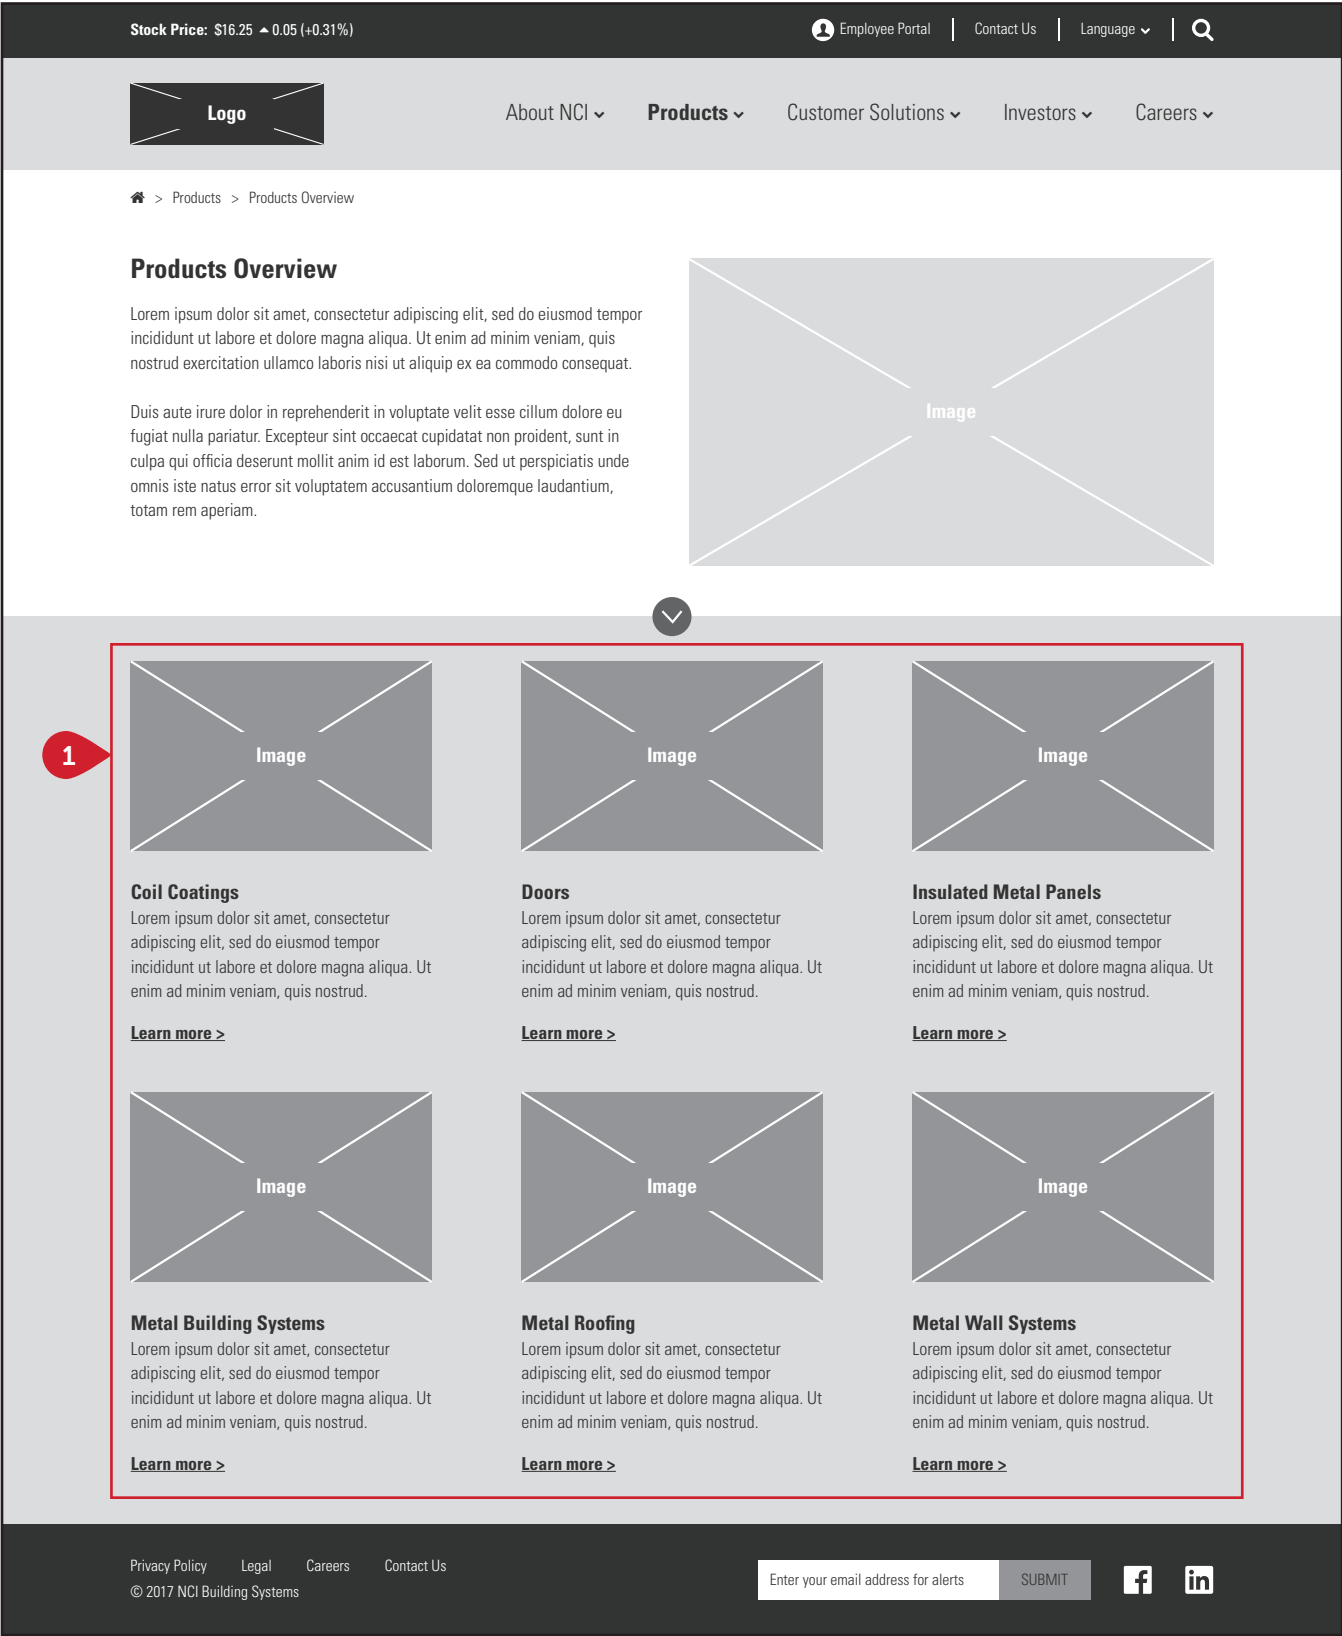 Stock Price: $16.25 0.05 (+0.31%)
Employee Portal
Contact Us
Language
Logo
About NCI
Products
Customer Solutions
Investors
Careers
> Products > Products Overview
Products Overview
Lorem ipsum dolor sit amet, consectetur adipiscing elit, sed do eiusmod tempor
incididunt ut labore et dolore magna aliqua. Ut enim ad minim veniam, quis
nostrud exercitation ullamco laboris nisi ut aliquip ex ea commodo consequat.
Duis aute irure dolor in reprehenderit in voluptate velit esse cillum dolore eu
fugiat nulla pariatur. Excepteur sint occaecat cupidatat non proident, sunt in
culpa qui officia deserunt mollit anim id est laborum. Sed ut perspiciatis unde
omnis iste natus error sit voluptatem accusantium doloremque laudantium,
totam rem aperiam.
Image
1
Image
Coil Coatings
Lorem ipsum dolor sit amet, consectetur
adipiscing elit, sed do eiusmod tempor
incididunt ut labore et dolore magna aliqua. Ut
enim ad minim veniam, quis nostrud.
Learn more >
Image
Doors
Lorem ipsum dolor sit amet, consectetur
adipiscing elit, sed do eiusmod tempor
incididunt ut labore et dolore magna aliqua. Ut
enim ad minim veniam, quis nostrud.
Learn more >
Image
Insulated Metal Panels
Lorem ipsum dolor sit amet, consectetur
adipiscing elit, sed do eiusmod tempor
incididunt ut labore et dolore magna aliqua. Ut
enim ad minim veniam, quis nostrud.
Learn more >
Image
Metal Building Systems
Lorem ipsum dolor sit amet, consectetur
adipiscing elit, sed do eiusmod tempor
incididunt ut labore et dolore magna aliqua. Ut
enim ad minim veniam, quis nostrud.
Learn more >
Image
Metal Roofing
Lorem ipsum dolor sit amet, consectetur
adipiscing elit, sed do eiusmod tempor
incididunt ut labore et dolore magna aliqua. Ut
enim ad minim veniam, quis nostrud.
Learn more >
Image
Metal Wall Systems
Lorem ipsum dolor sit amet, consectetur
adipiscing elit, sed do eiusmod tempor
incididunt ut labore et dolore magna aliqua. Ut
enim ad minim veniam, quis nostrud.
Learn more >
Privacy Policy Legal Careers Contact Us
© 2017 NCI Building Systems
Enter your email address for alerts
SUBMIT
f
in